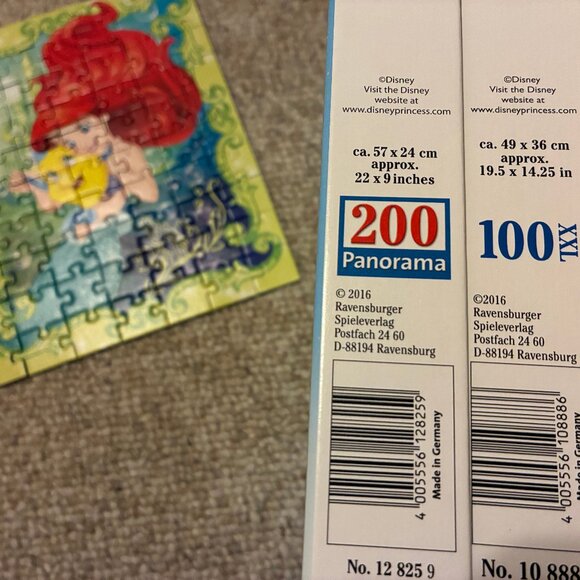 ©Disney
Visit the Disney
website at
www.disneyprincess.com
ca. 57 x 24 cm
approx.
22 x 9 inches
200
Panorama
© 2016
Ravensburger
Spieleverlag
Postfach 24 60
D-88194 Ravensburg
4 005556 128259
Made in Germany
No. 12 825 9
©Disney
Visit the Disney
website at
www.disneyprincess.com
ca. 49 x 36 cm
approx.
19.5 x 14.25 in
100 XXL
©2016
Ravensburger
Spieleverlag
Postfach 24 60
D-88194 Ravensburg
4 005556 108886
Made in Germany
No. 10 888